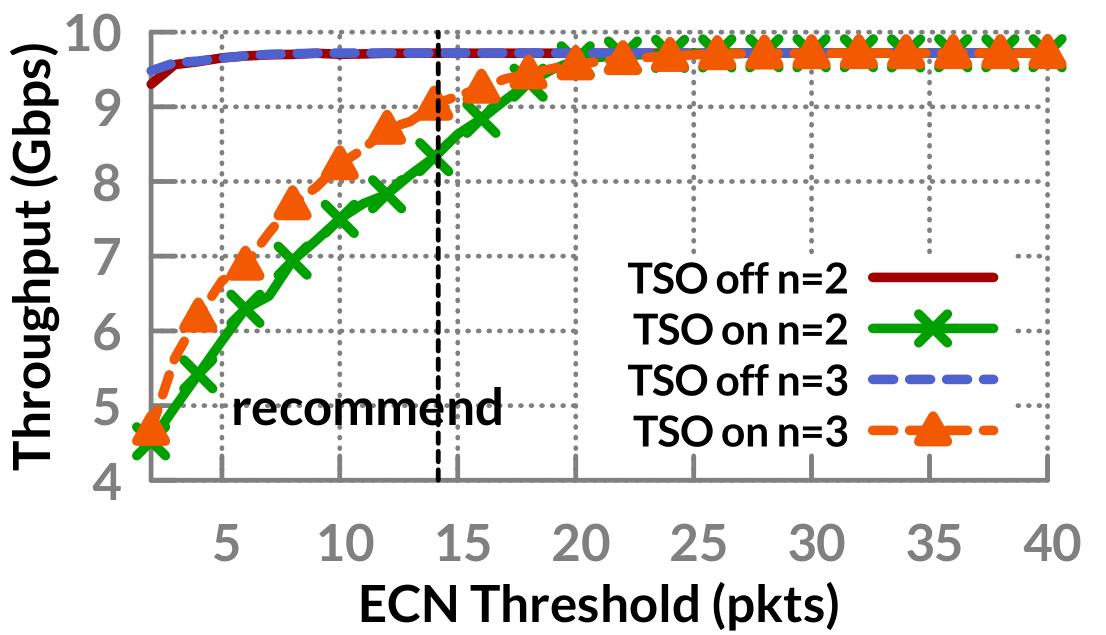 Throughput (Gbps)
10
9
8
7
6
5
4
recommend
TSO off n=2
TSO on n=2
TSO off n=3
TSO on n=3
5 10 15 20 25 30 35 40
ECN Threshold (pkts)